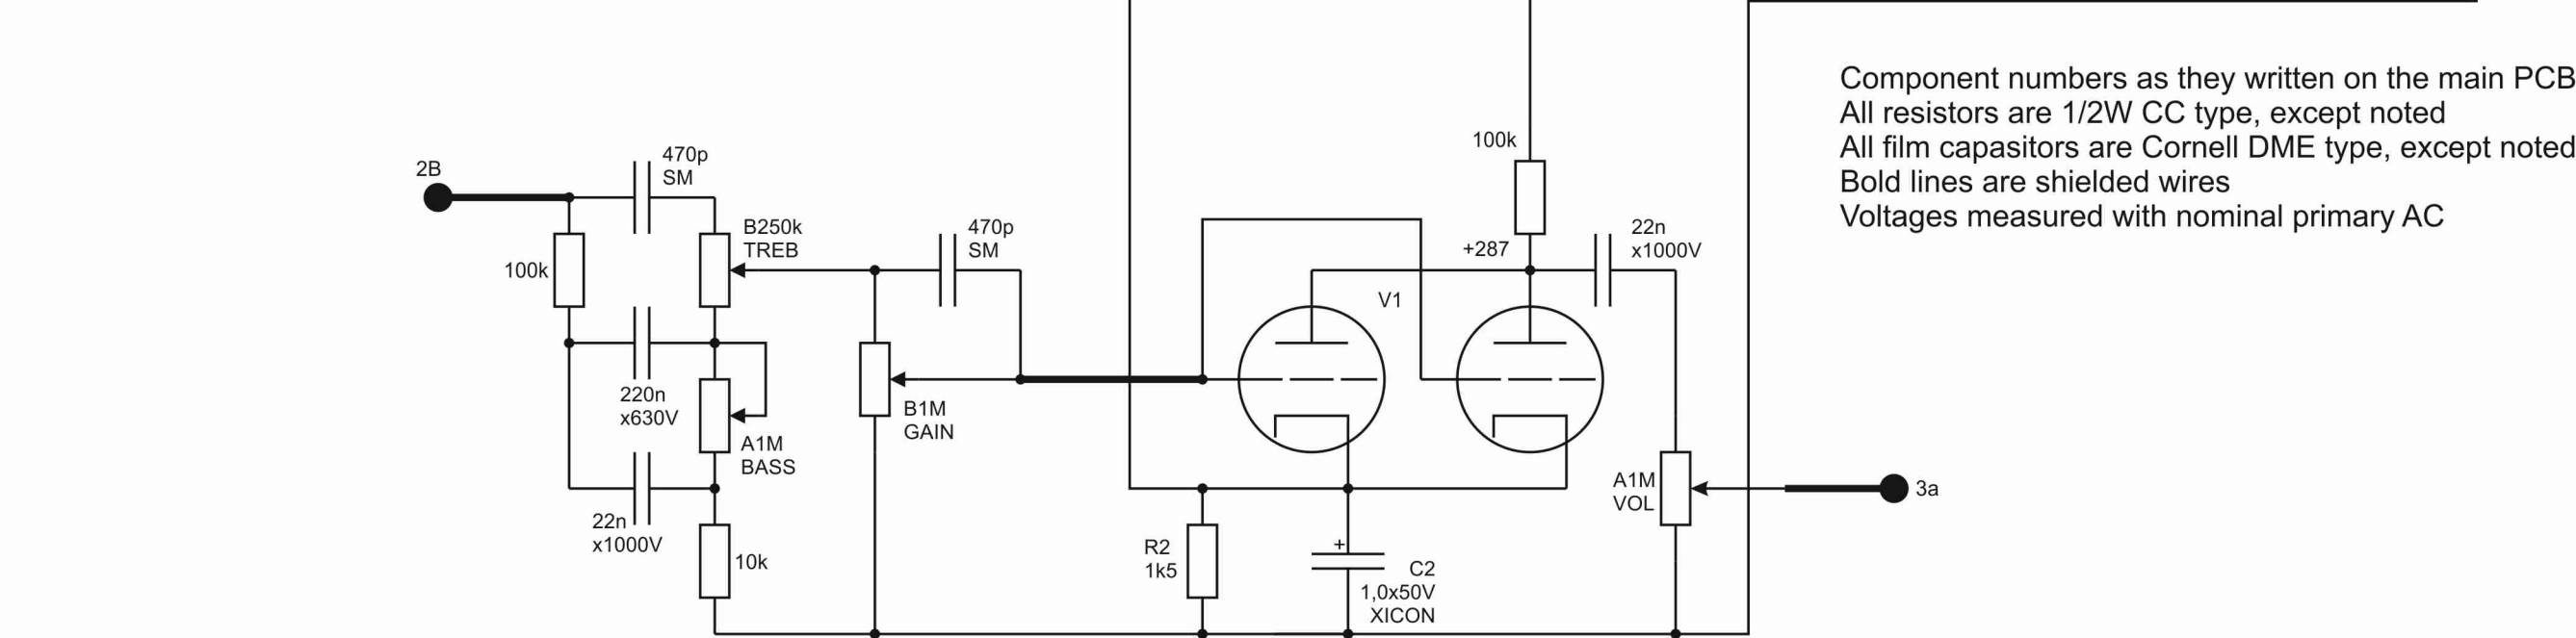 Component numbers as they written on the main PCB
All resistors are 1/2W CC type, except noted
All film capasitors are Cornell DME type, except noted
Bold lines are shielded wires
Voltages measured with nominal primary AC
2B
470p
SM
100k
B250k
TREB
470p
SM
220n
x630V
A1M
BASS
22n
x1000V
10k
B1M
GAIN
100k
+287
22n
x1000V
V1
R2
1k5
+
C2
1,0x50V
XICON
A1M
VOL
3a